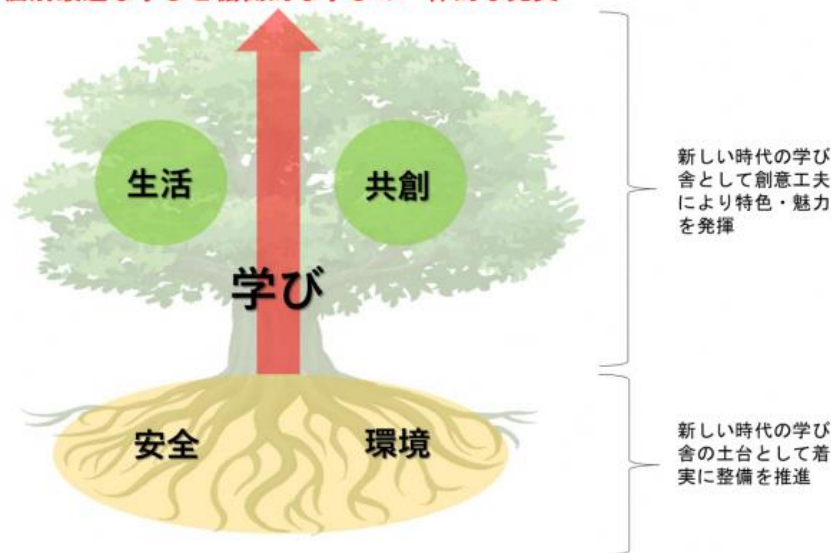 生活
共創
学び
新しい時代の学び
舎として創意工夫
により特色・魅力
を発揮
安全
環境
新しい時代の学び
舎の土台として着
実に整備を推進